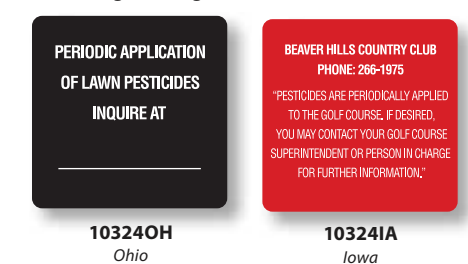 PERIODIC APPLICATION
OF LAWN PESTICIDES
INQUIRE AT
10324OH
Ohio
BEAVER HILLS COUNTRY CLUB
PHONE: 266-1975
"PESTICIDES ARE PERIODICALLY APPLIED
TO THE GOLF COURSE. IF DESIRED,
YOU MAY CONTACT YOUR GOLF COURSE
SUPERINTENDENT OR PERSON IN CHARGE
FOR FURTHER INFORMATION."
10324IA
Iowa